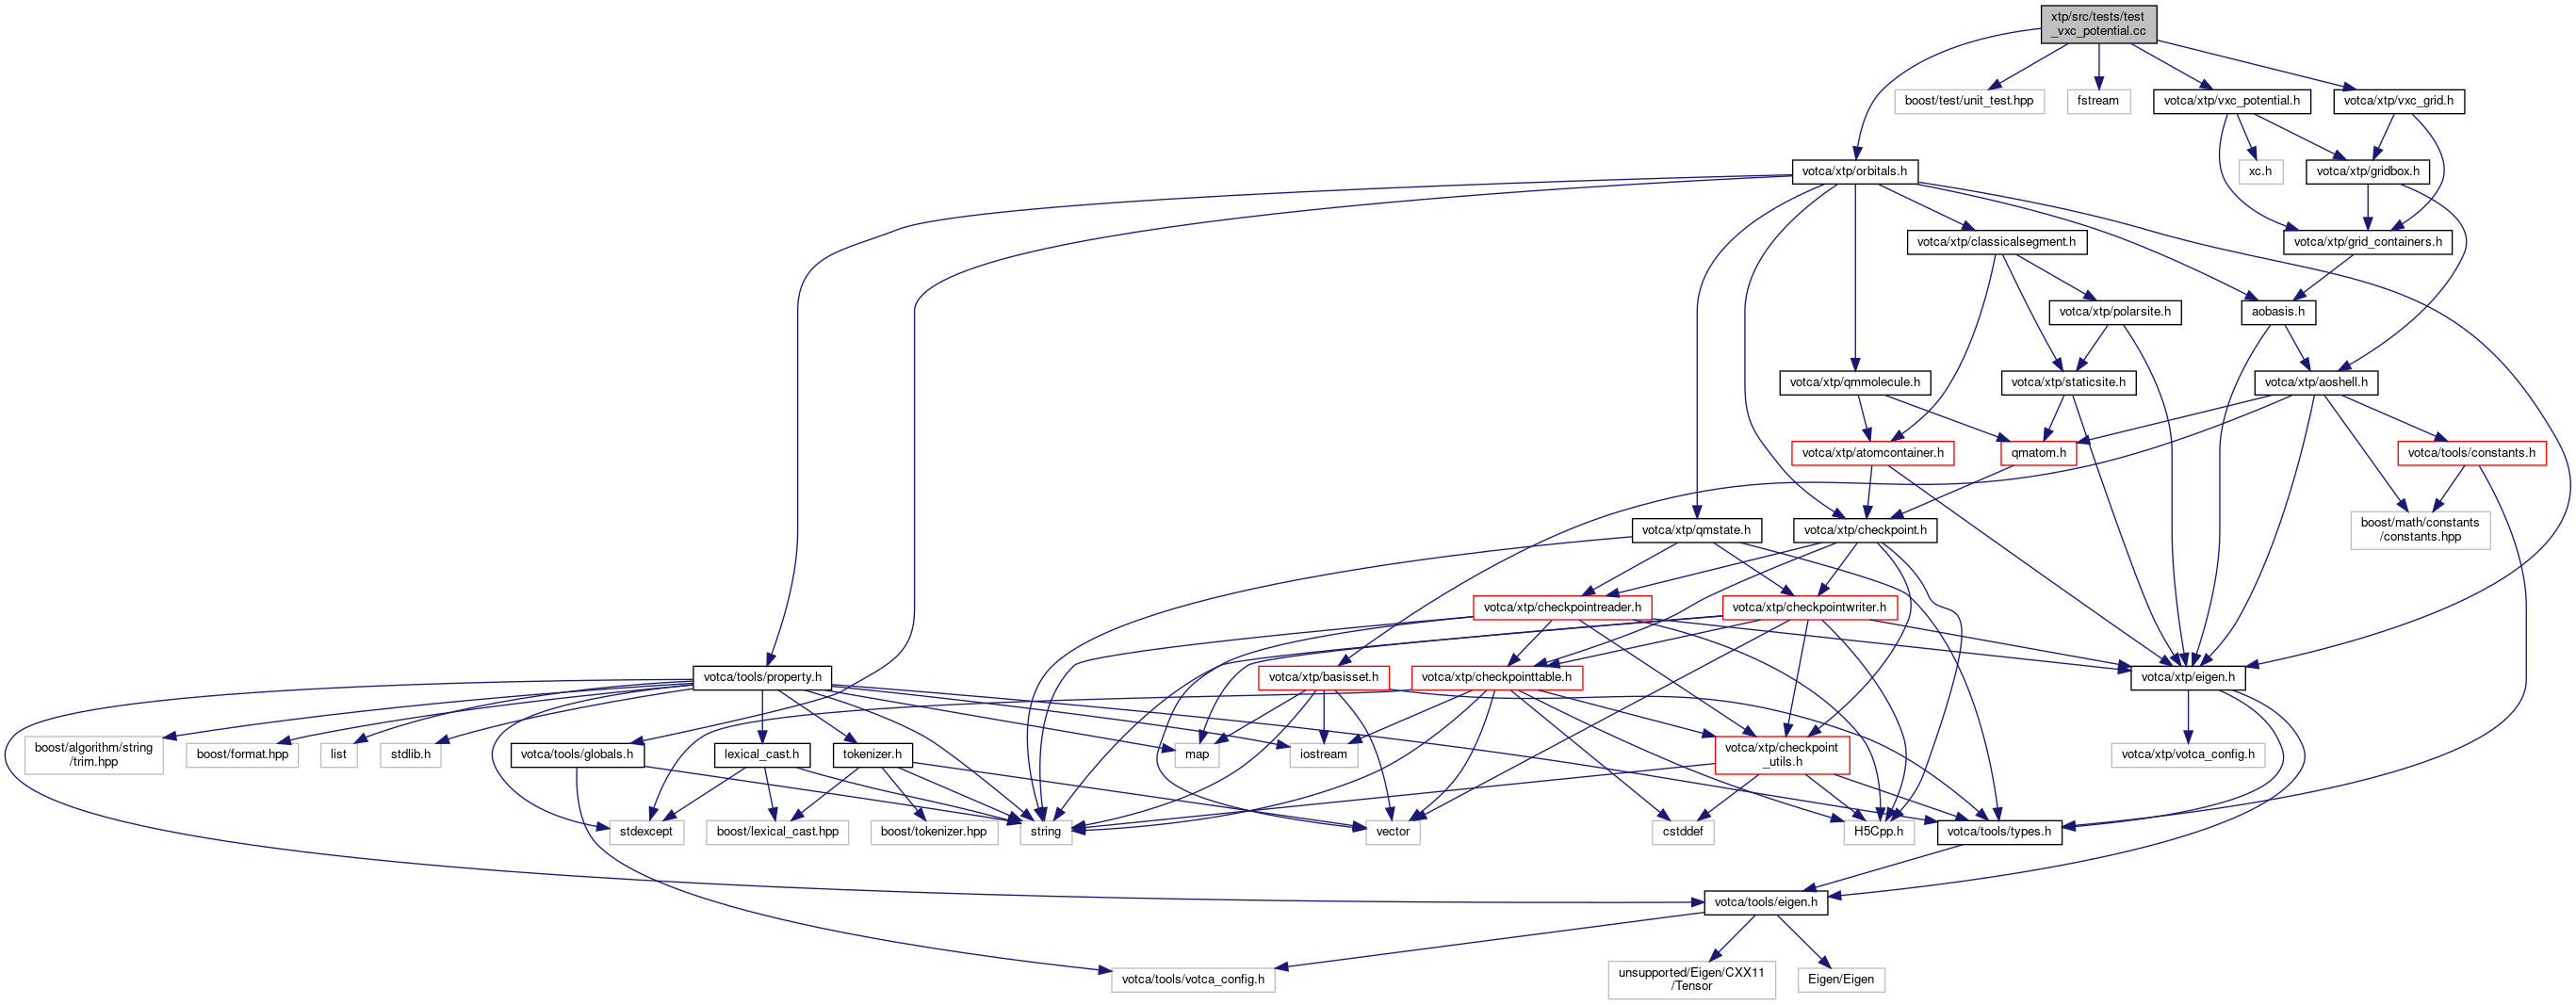 xtp/src/tests/test
_vxc_potential.cc
boost/test/unit_test.hpp
fstream
votca/xtp/vxc_potential.h
votca/xtp/vxc_grid.h
votca/xtp/orbitals.h
xc.h
votca/xtp/gridbox.h
votca/xtp/classicalsegment.h
votca/xtp/grid_containers.h
votca/xtp/polarsite.h
aobasis.h
votca/xtp/qmmolecule.h
votca/xtp/staticsite.h
votca/xtp/aoshell.h
votca/xtp/atomcontainer.h
qmatom.h
votca/tools/constants.h
votca/xtp/qmstate.h
votca/xtp/checkpoint.h
boost/math/constants
/constants.hpp
votca/xtp/checkpointreader.h
votca/xtp/checkpointwriter.h
votca/tools/property.h
votca/xtp/basisset.h
votca/xtp/checkpointtable.h
votca/xtp/eigen.h
boost/algorithm/string
/trim.hpp
boost/format.hpp
list
stdlib.h
votca/tools/globals.h
lexical_cast.h
tokenizer.h
map
iostream
votca/xtp/checkpoint
_utils.h
votca/xtp/votca_config.h
stdexcept
boost/lexical_cast.hpp
boost/tokenizer.hpp
string
vector
cstddef
H5Cpp.h
votca/tools/types.h
votca/tools/eigen.h
votca/tools/votca_config.h
unsupported/Eigen/CXX11
/Tensor
Eigen/Eigen